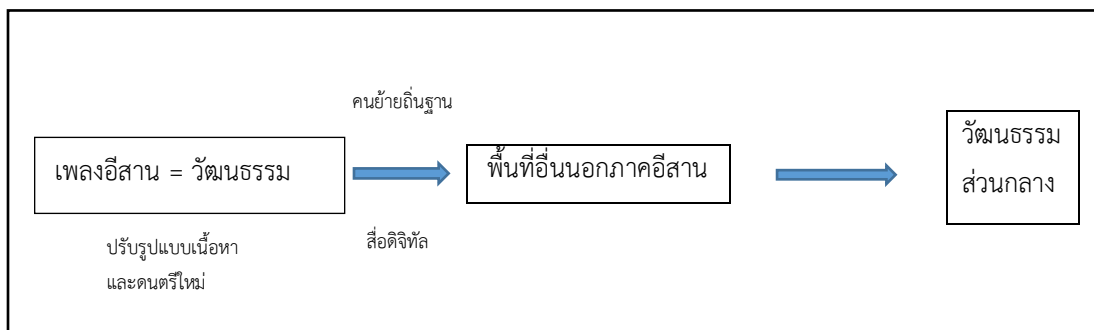 คนย้ายถิ่นฐาน
เพลงอีสาน = วัฒนธรรม
พื้นที่อื่นนอกภาคอีสาน
วัฒนธรรม
ส่วนกลาง
สื่อดิจิทัล
ปรับรูปแบบเนื้อหา
และดนตรีใหม่